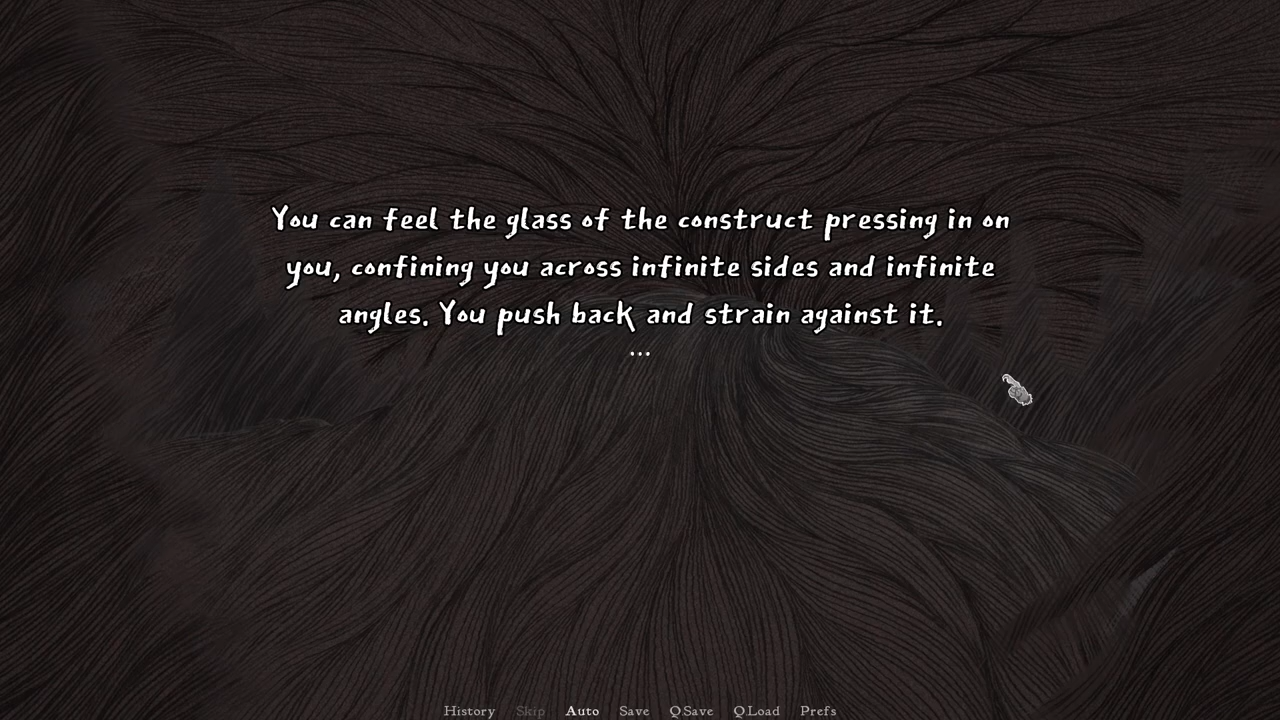 You can feel the glass of the construct pressing in on
you, confining you across infinite sides and infinite
angles. You push back and strain against it.
...
History Skip Auto Save Q.Save Q.Load Prefs